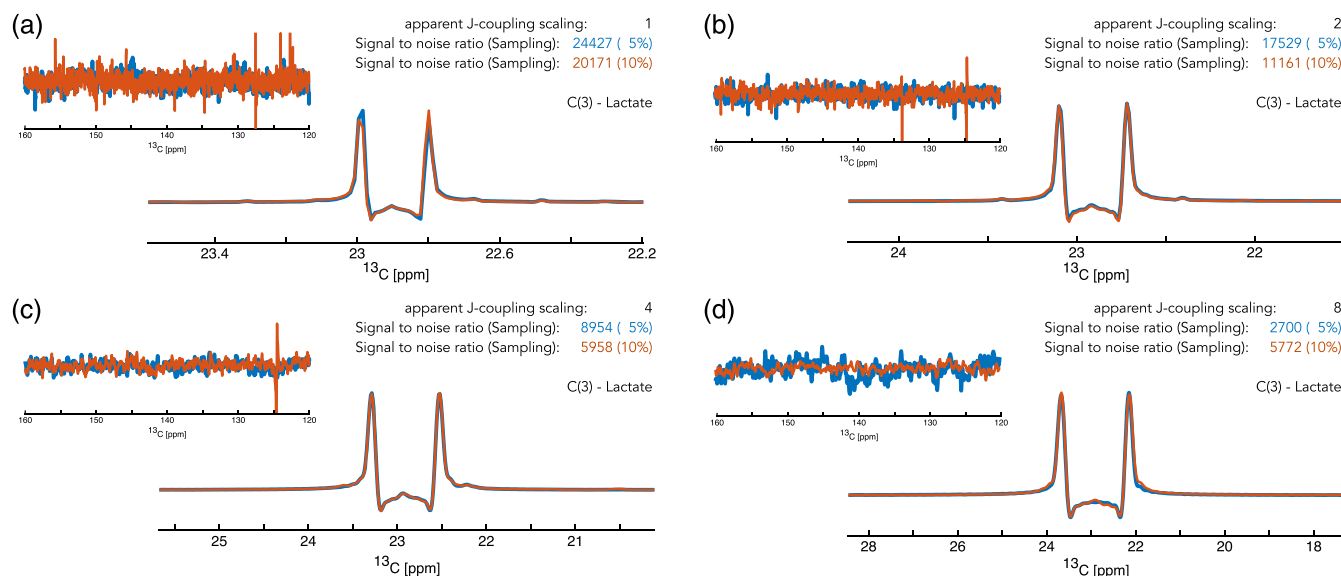 (a)
apparent J-coupling scaling: 1
Signal to noise ratio (Sampling): 24427 ( 5%)
Signal to noise ratio (Sampling): 20171 (10%)
C(3) - Lactate
160 150 140 130 120
13C [ppm]
23.4 23 22.6 22.2
13C [ppm]
(b)
apparent J-coupling scaling: 2
Signal to noise ratio (Sampling): 17529 ( 5%)
Signal to noise ratio (Sampling): 11161 (10%)
C(3) - Lactate
160 150 140 130 120
13C [ppm]
24 23 22
13C [ppm]
(c)
apparent J-coupling scaling: 4
Signal to noise ratio (Sampling): 8954 ( 5%)
Signal to noise ratio (Sampling): 5958 (10%)
C(3) - Lactate
160 150 140 130 120
13C [ppm]
25 24 23 22 21
13C [ppm]
(d)
apparent J-coupling scaling: 8
Signal to noise ratio (Sampling): 2700 ( 5%)
Signal to noise ratio (Sampling): 5772 (10%)
C(3) - Lactate
160 150 140 130 120
13C [ppm]
28 26 24 22 20 18
13C [ppm]